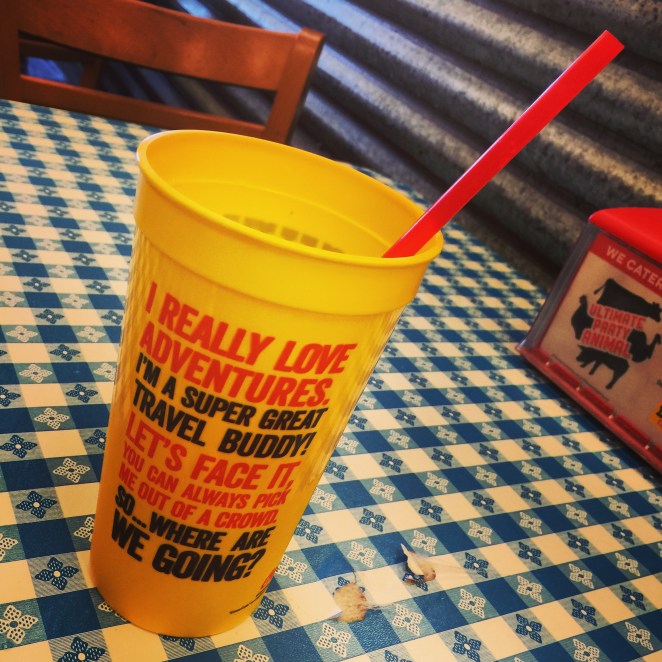 I REALLY LOVE
ADVENTURES.
I'M A SUPER GREAT
TRAVEL BUDDY!
LET'S FACE IT,
YOU CAN ALWAYS PICK
ME OUT OF A CROWD.
SO...WHERE ARE
WE GOING?
WE CATER
ULTIMATE
PARTY
ANIMAL